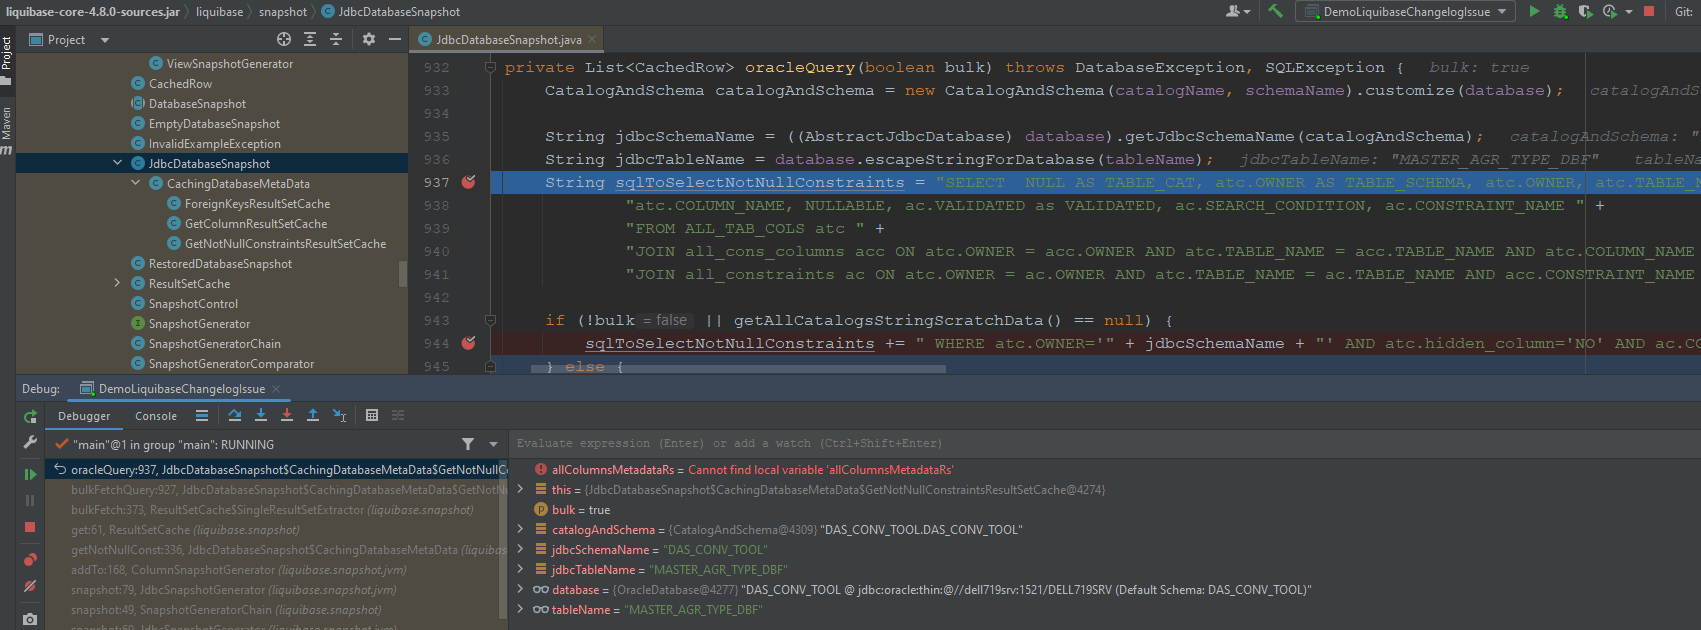 liquibase-core-4.8.0-sources.jar liquibase snapshot JdbcDatabaseSnapshot DemoLiquibaseChangelogIssue Git:
Project
Maven
Project JdbcDatabaseSnapshot.java
ViewSnapshotGenerator
CachedRow
DatabaseSnapshot
EmptyDatabaseSnapshot
InvalidExampleException
JdbcDatabaseSnapshot
CachingDatabaseMetaData
ForeignKeysResultSetCache
GetColumnResultSetCache
GetNotNullConstraintsResultSetCache
RestoredDatabaseSnapshot
ResultSetCache
SnapshotControl
SnapshotGenerator
SnapshotGeneratorChain
SnapshotGeneratorComparator
932 private List<CachedRow> oracleQuery(boolean bulk) throws DatabaseException, SQLException { bulk: true
933 CatalogAndSchema catalogAndSchema = new CatalogAndSchema(catalogName, schemaName).customize(database); catalogAndS
934
935 String jdbcSchemaName = ((AbstractJdbcDatabase) database).getJdbcSchemaName(catalogAndSchema); catalogAndSchema: "
936 String jdbcTableName = database.escapeStringForDatabase(tableName); jdbcTableName: "MASTER_AGR_TYPE_DBF" tableNa
937 String sqlToSelectNotNullConstraints = "SELECT  NULL AS TABLE_CAT, atc.OWNER AS TABLE_SCHEMA, atc.OWNER, atc.TABLE_N
938 "atc.COLUMN_NAME, NULLABLE, ac.VALIDATED as VALIDATED, ac.SEARCH_CONDITION, ac.CONSTRAINT_NAME " +
939 "FROM ALL_TAB_COLS atc " +
940 "JOIN all_cons_columns acc ON atc.OWNER = acc.OWNER AND atc.TABLE_NAME = acc.TABLE_NAME AND atc.COLUMN_NAME
941 "JOIN all_constraints ac ON atc.OWNER = ac.OWNER AND atc.TABLE_NAME = ac.TABLE_NAME AND acc.CONSTRAINT_NAME
942
943 if (!bulk = false || getAllCatalogsStringScratchData() == null) {
944 sqlToSelectNotNullConstraints += " WHERE atc.OWNER='" + jdbcSchemaName + "' AND atc.hidden_column='NO' AND ac.CO
945 } else {
Debug: DemoLiquibaseChangelogIssue
Debugger Console
"main"@1 in group "main": RUNNING
oracleQuery:937, JdbcDatabaseSnapshot$CachingDatabaseMetaData$GetNotNullCo
bulkFetchQuery:927, JdbcDatabaseSnapshot$CachingDatabaseMetaData$GetNotNu
bulkFetch:373, ResultSetCache$SingleResultSetExtractor (liquibase.snapshot)
get:61, ResultSetCache (liquibase.snapshot)
getNotNullConst:336, JdbcDatabaseSnapshot$CachingDatabaseMetaData (liquibas
addTo:168, ColumnSnapshotGenerator (liquibase.snapshot.jvm)
snapshot:79, JdbcSnapshotGenerator (liquibase.snapshot.jvm)
snapshot:49, SnapshotGeneratorChain (liquibase.snapshot)
snapshot:69, JdbcSnapshotGenerator (liquibase.snapshot.jvm)
Evaluate expression (Enter) or add a watch (Ctrl+Shift+Enter)
allColumnsMetadataRs = Cannot find local variable 'allColumnsMetadataRs'
this = {JdbcDatabaseSnapshot$CachingDatabaseMetaData$GetNotNullConstraintsResultSetCache@4274}
bulk = true
catalogAndSchema = {CatalogAndSchema@4309} "DAS_CONV_TOOL.DAS_CONV_TOOL"
jdbcSchemaName = "DAS_CONV_TOOL"
jdbcTableName = "MASTER_AGR_TYPE_DBF"
database = {OracleDatabase@4277} "DAS_CONV_TOOL @ jdbc:oracle:thin:@//dell719srv:1521/DELL719SRV (Default Schema: DAS_CONV_TOOL)"
tableName = "MASTER_AGR_TYPE_DBF"